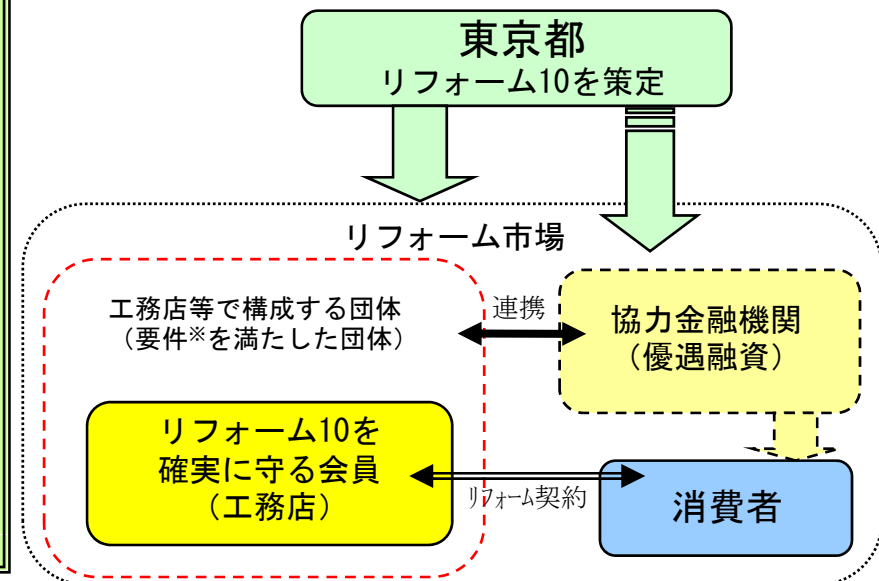 東京都
リフォーム10を策定
リフォーム市場
工務店等で構成する団体
（要件※を満たした団体）
連携
協力金融機関
（優遇融資）
リフォーム10を
確実に守る会員
（工務店）
ﾘﾌｫｰﾑ契約
消費者